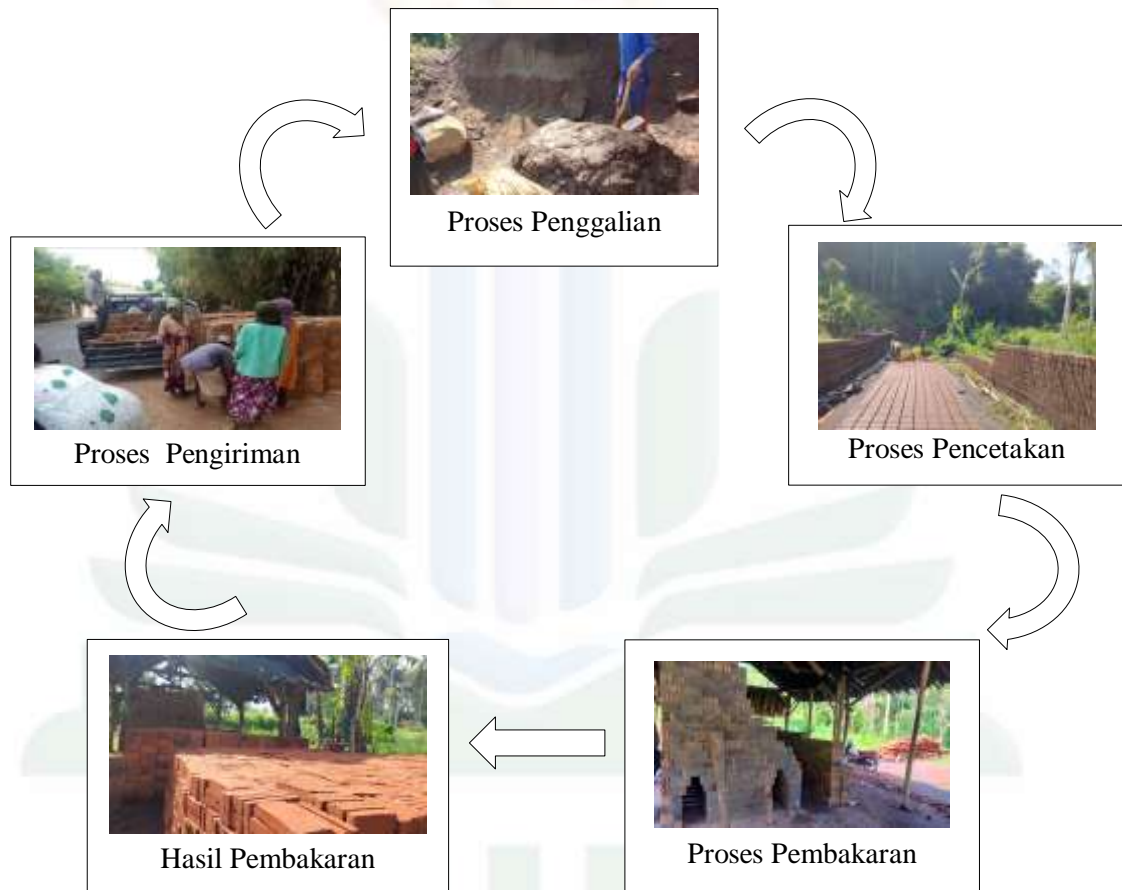 Proses Penggalian
Proses Pencetakan
Proses Pembakaran
Hasil Pembakaran
Proses Pengiriman